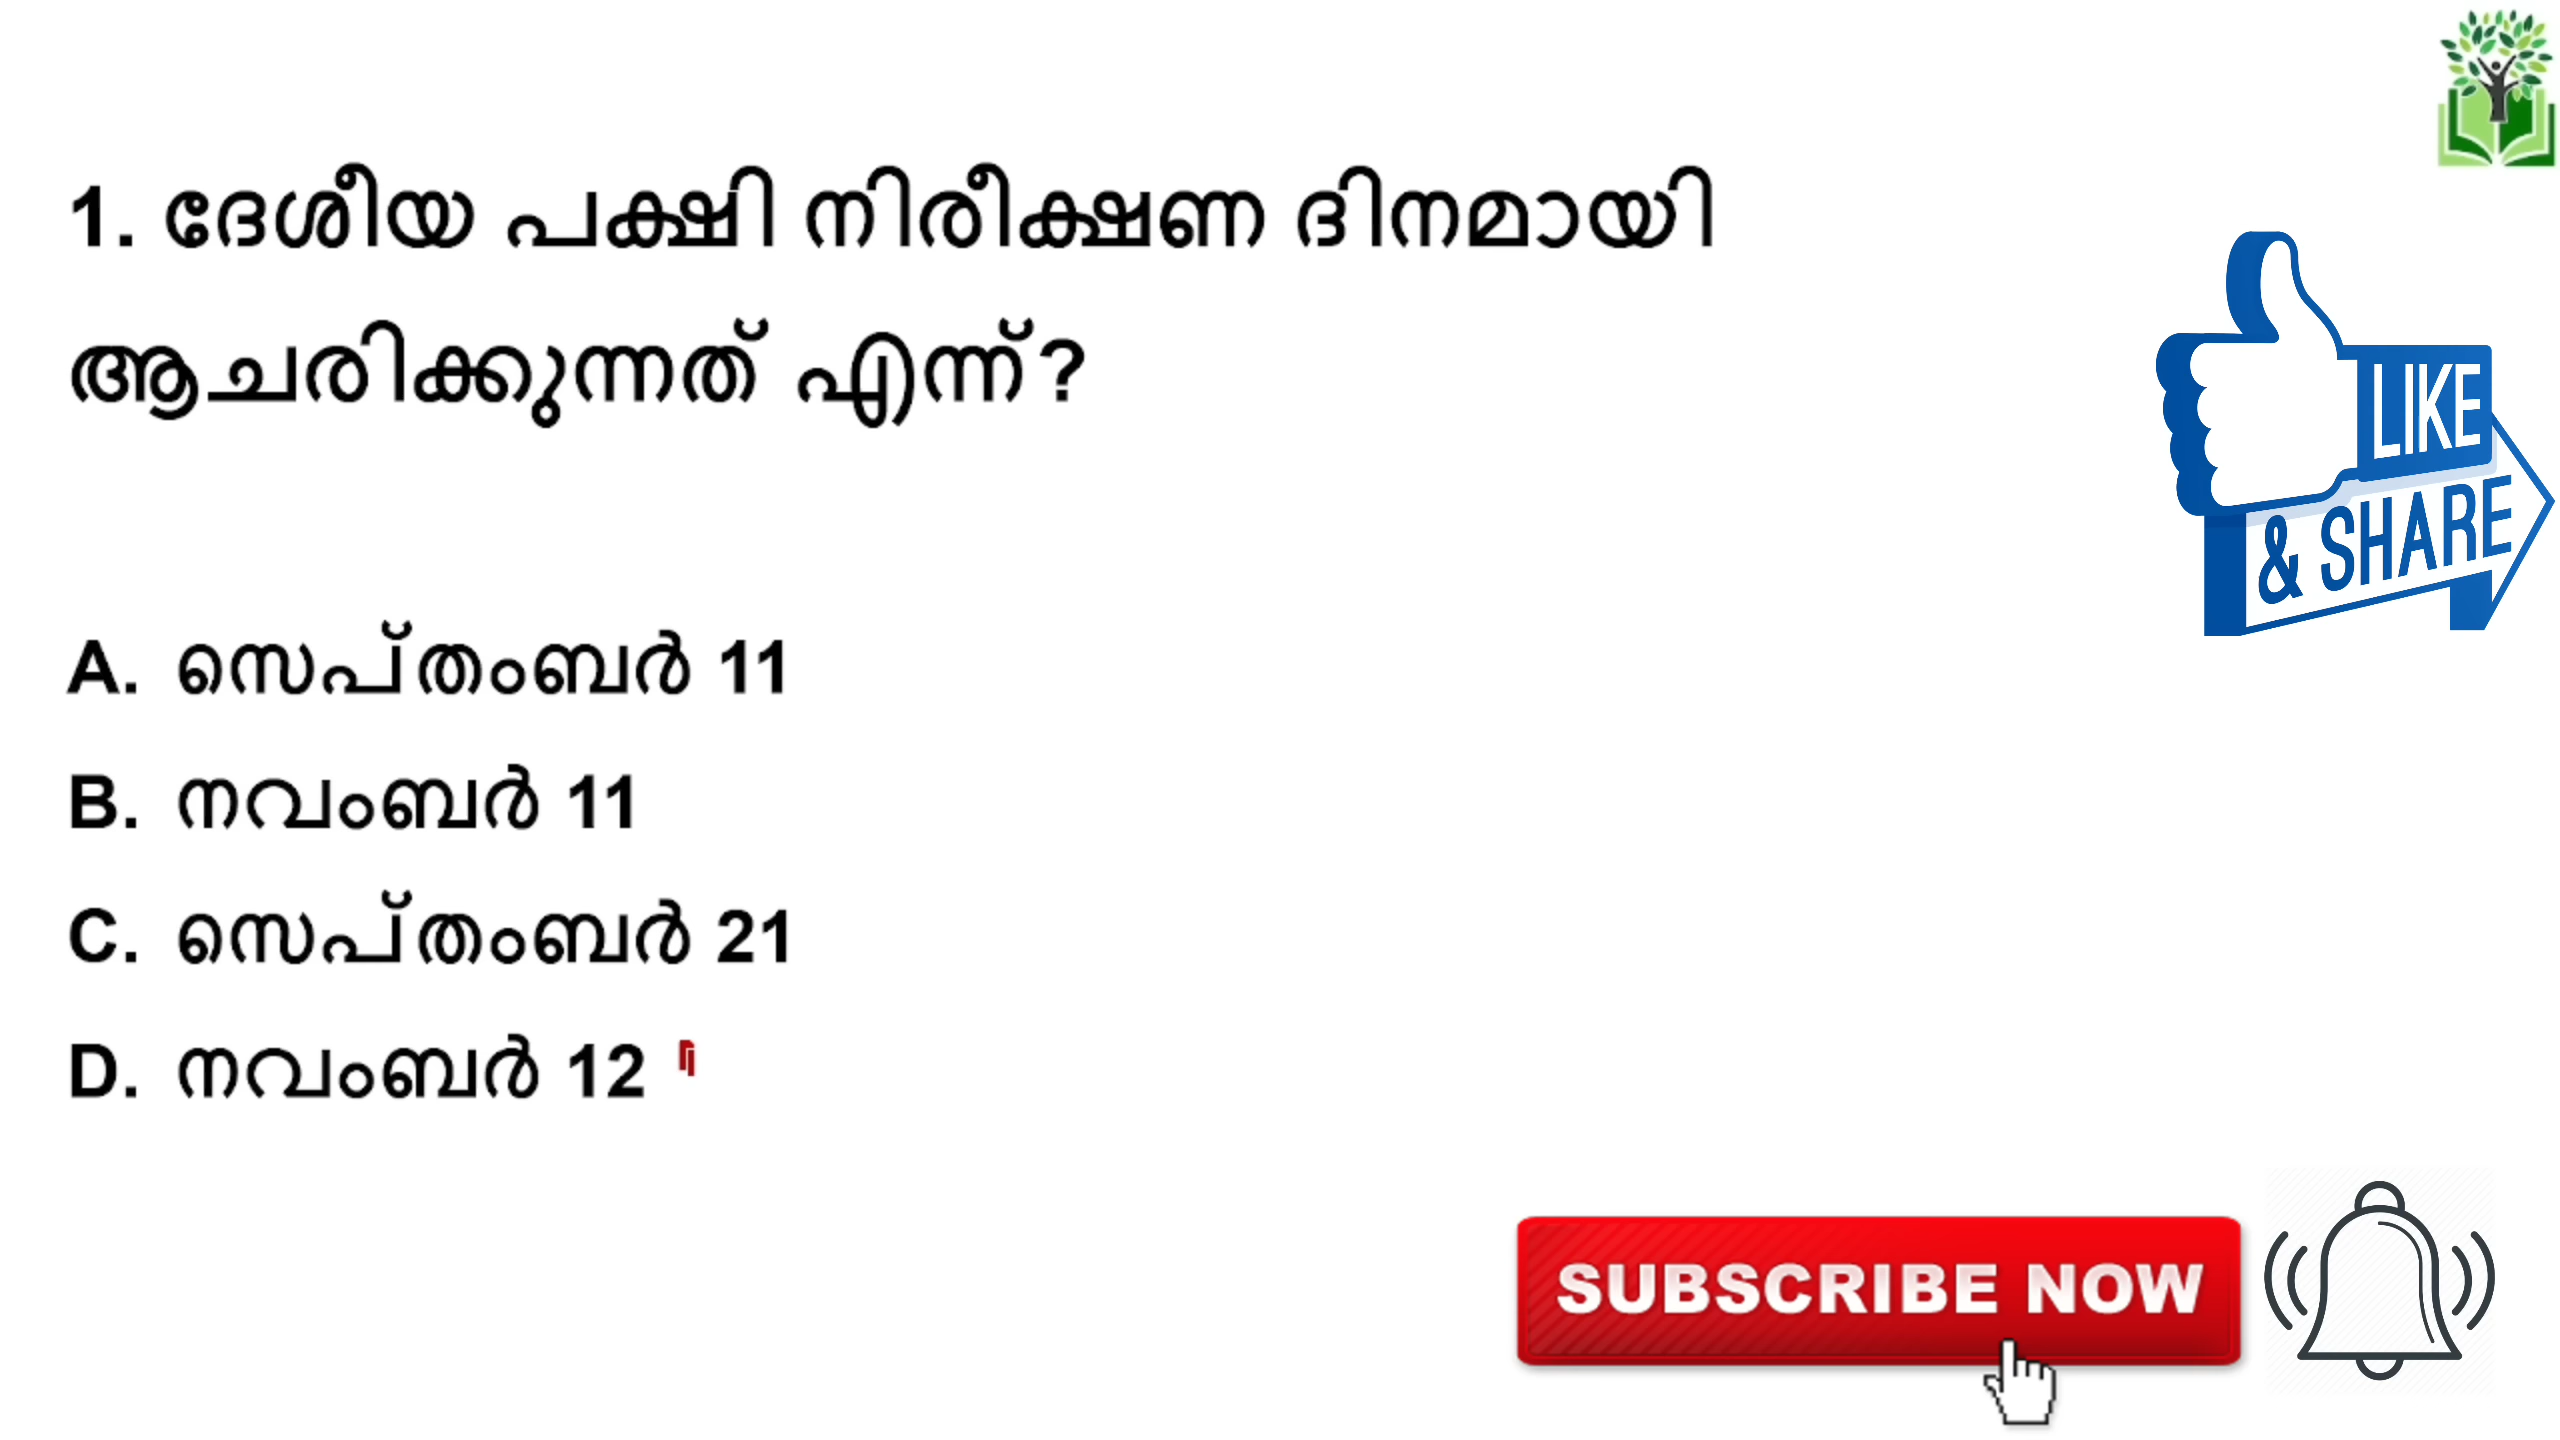 1. ദേശീയ പക്ഷി നിരീക്ഷണ ദിനമായി
ആചരിക്കുന്നത് എന്ന്?
A. സെപ്തംബർ 11
B. നവംബർ 11
C. സെപ്തംബർ 21
D. നവംബർ 12
LIKE
& SHARE
SUBSCRIBE NOW